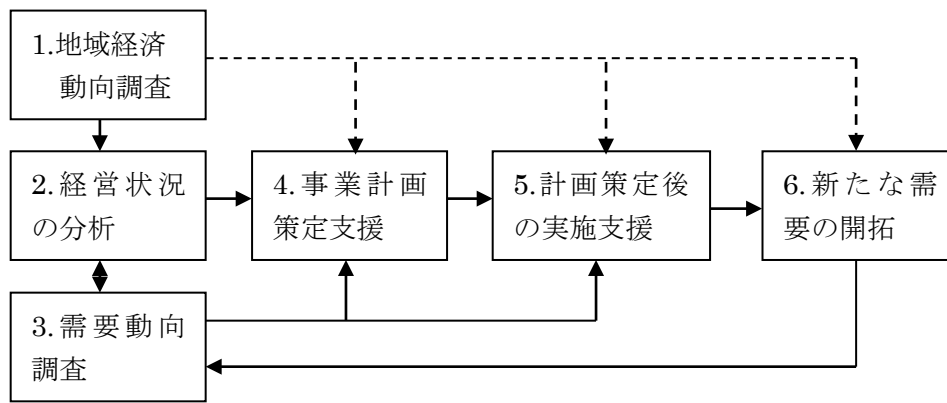 1.地域経済
動向調査
2.経営状況
の分析
4.事業計画
策定支援
5.計画策定後
の実施支援
6.新たな需
要の開拓
3.需要動向
調査